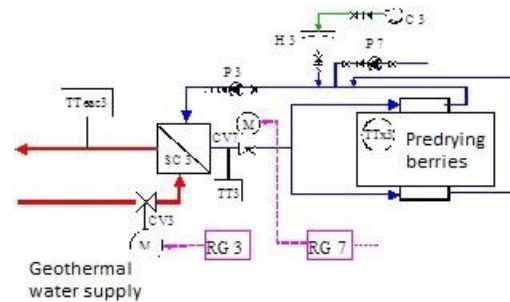 C 3
H 3
P 7
P 3
TTeac3
M
CV7
TTx3
Predrying
berries
SC 3
TT3
CV3
M
RG 3
RG 7
Geothermal
water supply